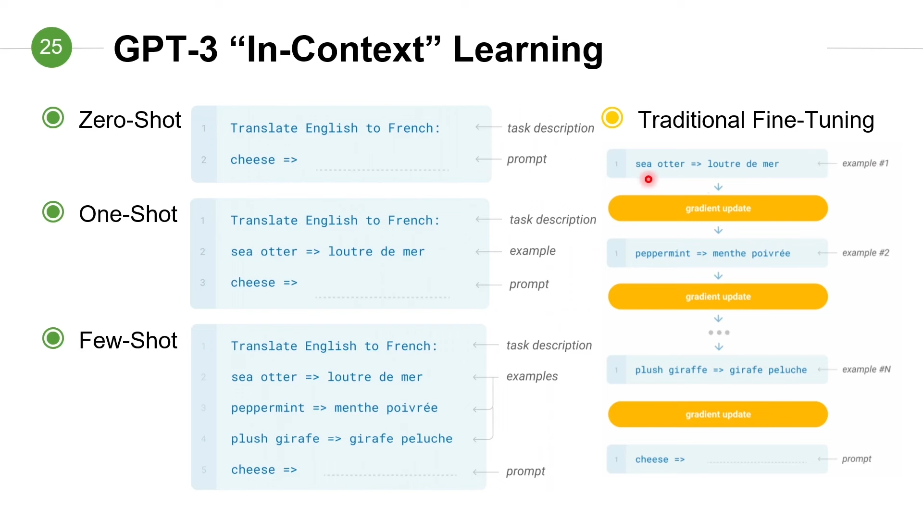 25
GPT-3 “In-Context” Learning
Zero-Shot
1 Translate English to French: task description
2 cheese => prompt
One-Shot
1 Translate English to French: task description
2 sea otter => loutre de mer example
3 cheese => prompt
Few-Shot
1 Translate English to French: task description
2 sea otter => loutre de mer examples
3 peppermint => menthe poivrée
4 plush girafe => girafe peluche
5 cheese => prompt
Traditional Fine-Tuning
1 sea otter => loutre de mer example #1
gradient update
1 peppermint => menthe poivrée example #2
gradient update
1 plush giraffe => girafe peluche example #N
gradient update
1 cheese => prompt